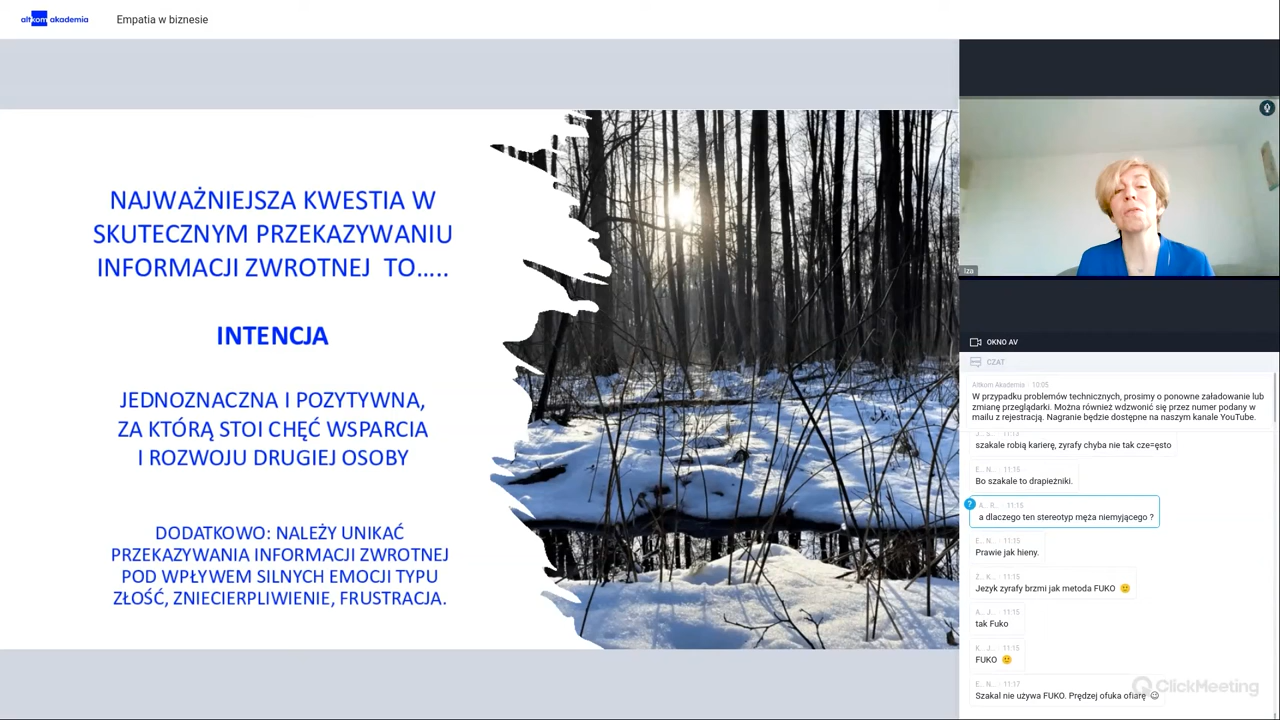 altkom akademia
Empatia w biznesie
NAJWAŻNIEJSZA KWESTIA W
SKUTECZNYM PRZEKAZYWANIU
INFORMACJI ZWROTNEJ TO.....
INTENCJA
JEDNOZNACZNA I POZYTYWNA,
ZA KTÓRĄ STOI CHĘĆ WSPARCIA
I ROZWOJU DRUGIEJ OSOBY
DODATKOWO: NALEŻY UNIKAĆ
PRZEKAZYWANIA INFORMACJI ZWROTNEJ
POD WPŁYWEM SILNYCH EMOCJI TYPU
ZŁOŚĆ, ZNIECIERPLIWIENIE, FRUSTRACJA.
Iza
OKNO AV
CZAT
Altkom Akademia · 10:05
W przypadku problemów technicznych, prosimy o ponowne załadowanie lub
zmianę przeglądarki. Można również wdzwonić się przez numer podany w
mailu z rejestracją. Nagranie będzie dostępne na naszym kanale YouTube.
szakale robią karierę, zyrafy chyba nie tak cze=ęsto
E... N... · 11:15
Bo szakale to drapieżniki.
?
A... R... · 11:15
a dlaczego ten stereotyp męża niemyjącego ?
E... N... · 11:15
Prawie jak hieny.
Z... K... · 11:15
Jezyk zyrafy brzmi jak metoda FUKO 🙂
A... J... · 11:15
tak Fuko
K... J... · 11:15
FUKO 🙂
E... N... · 11:17
Szakal nie używa FUKO. Prędzej ofuka ofiarę 😉
ClickMeeting